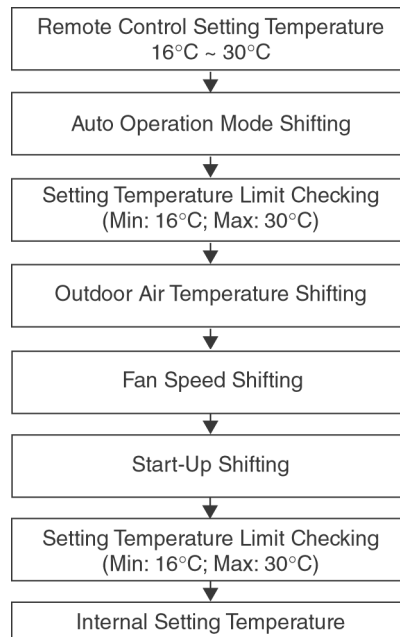 Remote Control Setting Temperature
16°C ~ 30°C
Auto Operation Mode Shifting
Setting Temperature Limit Checking
(Min: 16°C; Max: 30°C)
Outdoor Air Temperature Shifting
Fan Speed Shifting
Start-Up Shifting
Setting Temperature Limit Checking
(Min: 16°C; Max: 30°C)
Internal Setting Temperature